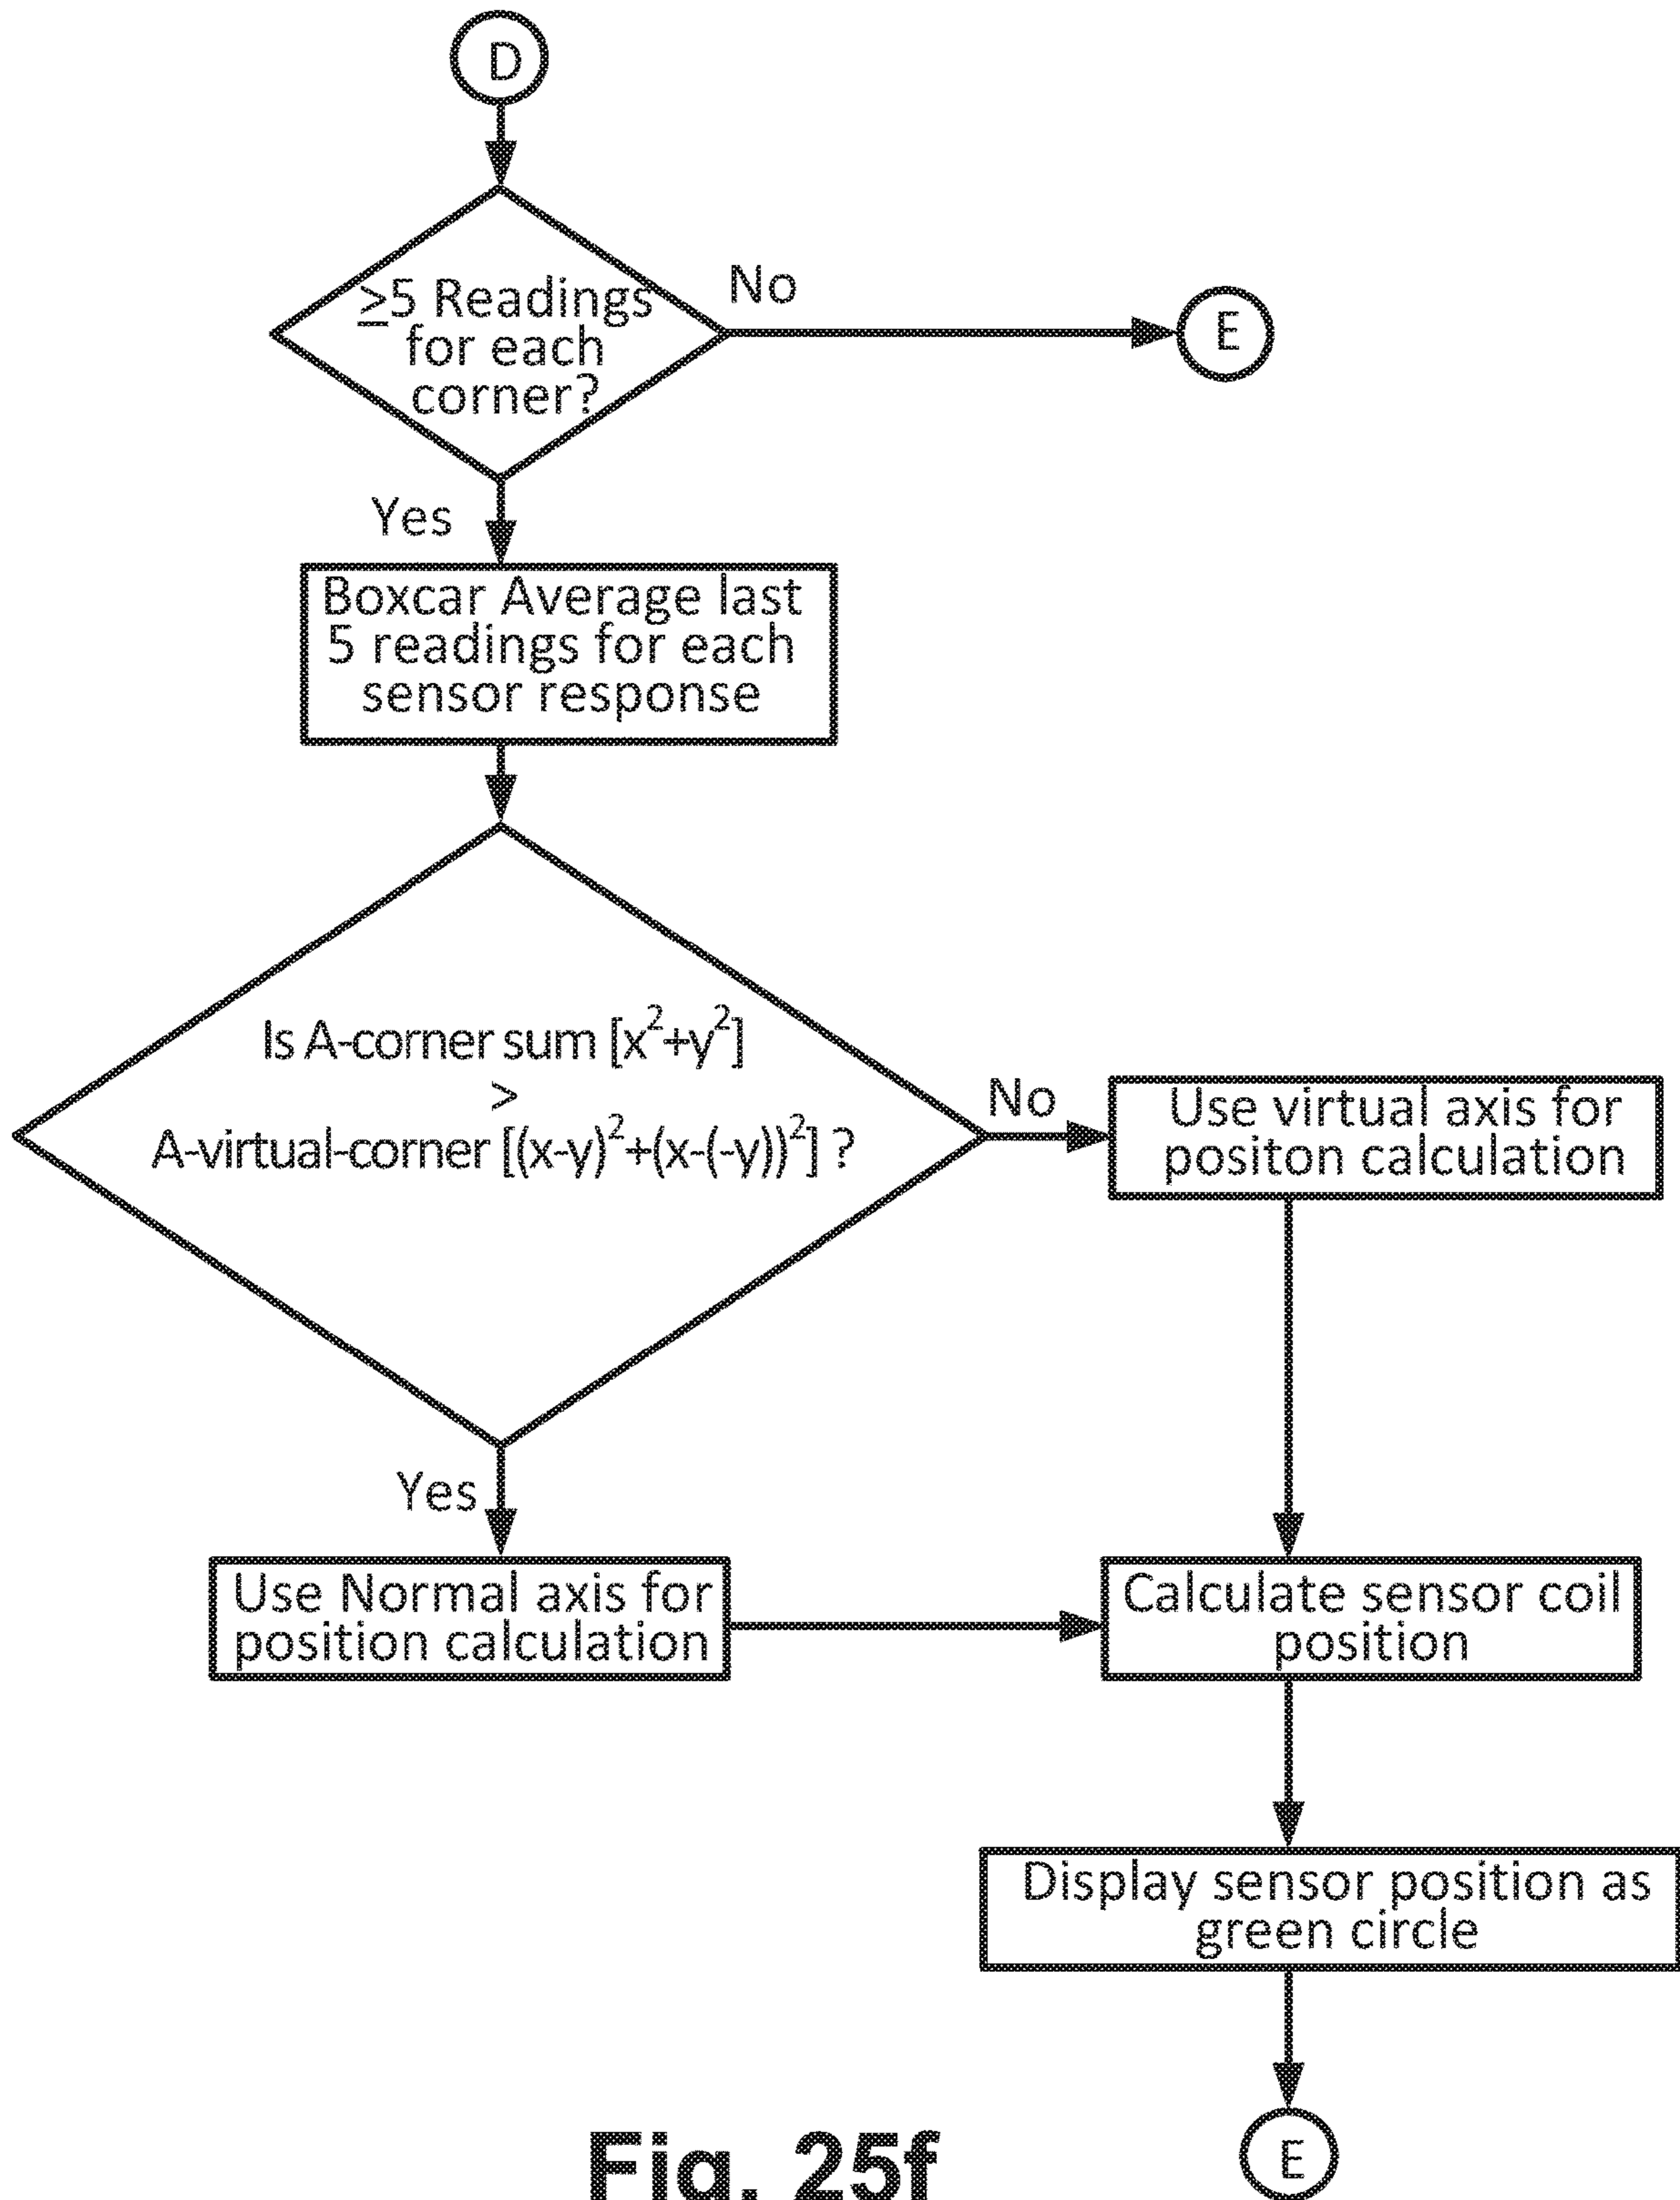 D
≥5 Readings
for each
corner?
No
E
Yes
Boxcar Average last
5 readings for each
sensor response
Is A-corner sum [x²+y²]
>
A-virtual-corner [(x-y)²+(x-(-y))²] ?
No
Use virtual axis for
positon calculation
Yes
Use Normal axis for
position calculation
Calculate sensor coil
position
Display sensor position as
green circle
E
Fig. 25f